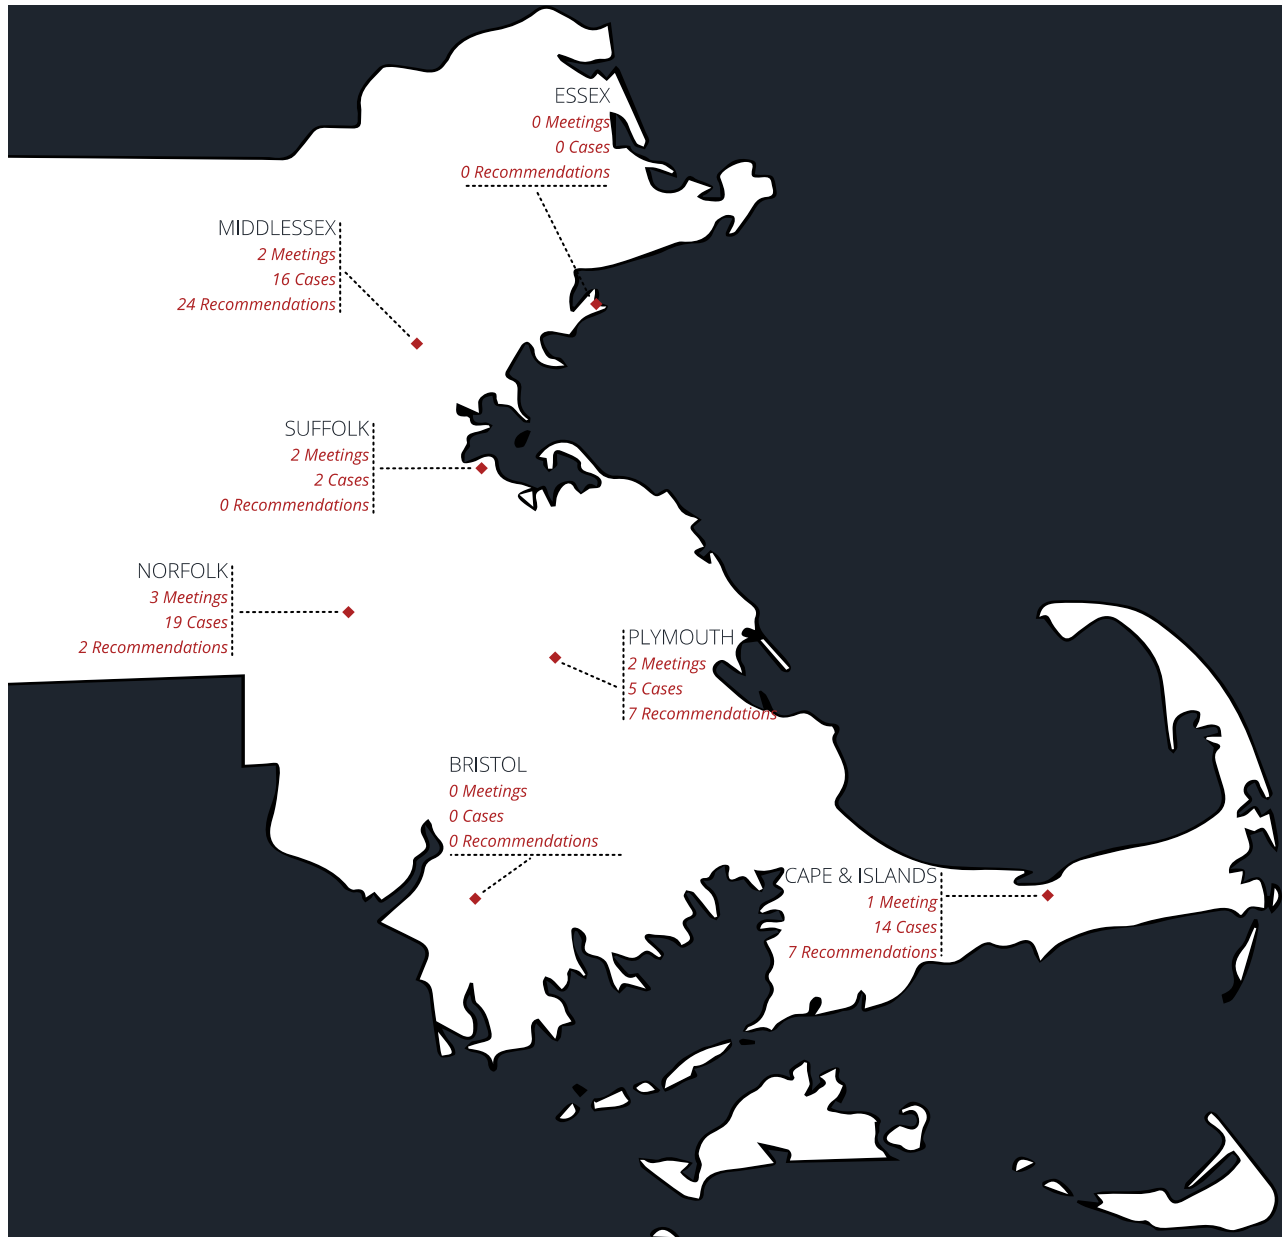 ESSEX
0 Meetings
0 Cases
0 Recommendations
MIDDLESSEX
2 Meetings
16 Cases
24 Recommendations
SUFFOLK
2 Meetings
2 Cases
0 Recommendations
NORFOLK
3 Meetings
19 Cases
2 Recommendations
PLYMOUTH
2 Meetings
5 Cases
7 Recommendations
BRISTOL
0 Meetings
0 Cases
0 Recommendations
CAPE & ISLANDS
1 Meeting
14 Cases
7 Recommendations